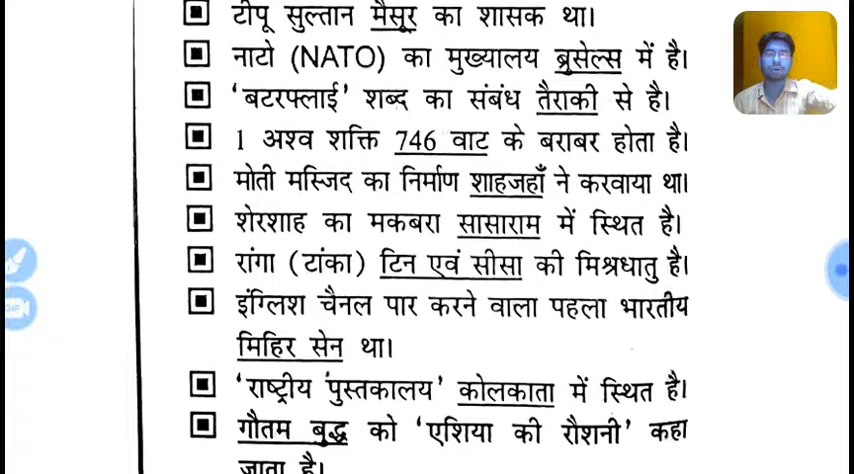 टीपू सुल्तान मैसूर का शासक था।
नाटो (NATO) का मुख्यालय ब्रुसेल्स में है।
‘बटरफ्लाई’ शब्द का संबंध तैराकी से है।
1 अश्व शक्ति 746 वाट के बराबर होता है।
मोती मस्जिद का निर्माण शाहजहाँ ने करवाया था।
शेरशाह का मकबरा सासाराम में स्थित है।
रांगा (टांका) टिन एवं सीसा की मिश्रधातु है।
इंग्लिश चैनल पार करने वाला पहला भारतीय
मिहिर सेन था।
‘राष्ट्रीय पुस्तकालय’ कोलकाता में स्थित है।
गौतम बुद्ध को ‘एशिया की रौशनी’ कहा
जाता है।
GIF